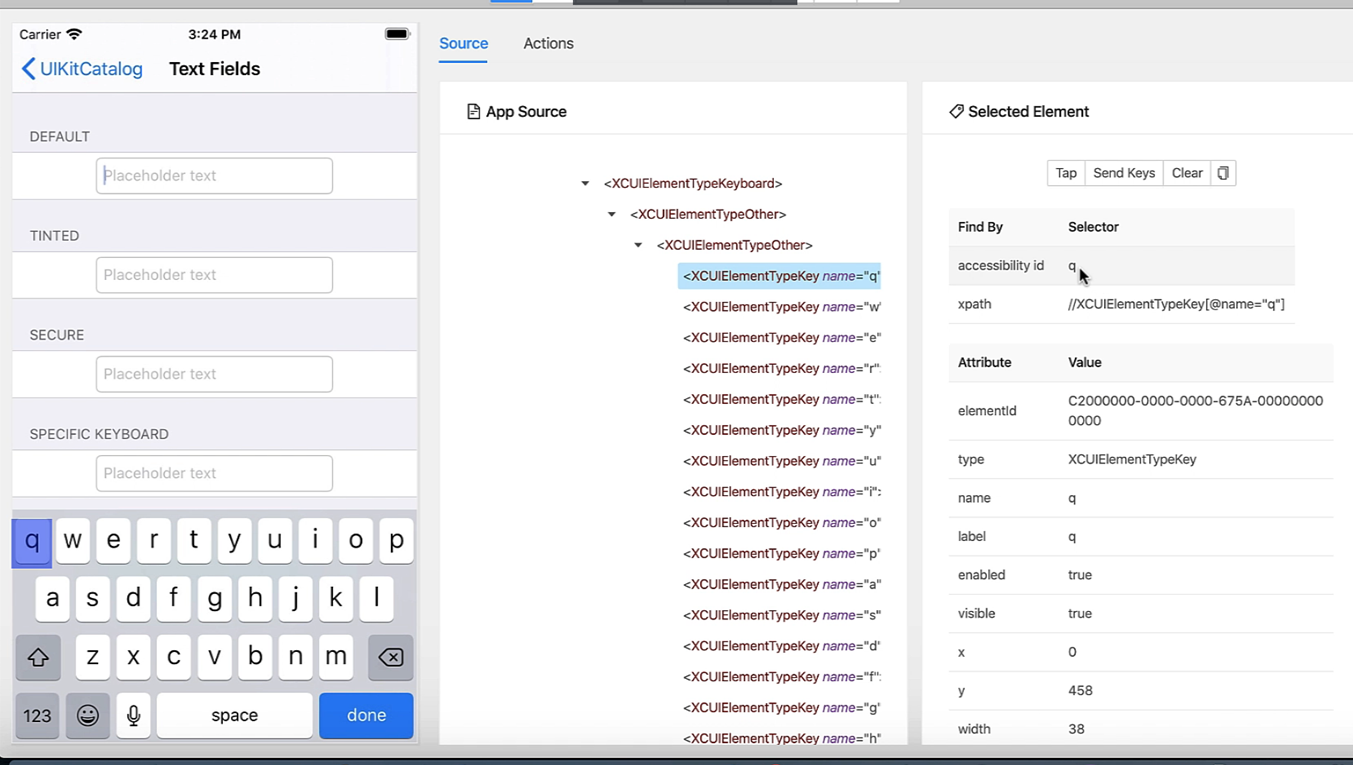 Carrier 3:24 PM
UIKitCatalog Text Fields
DEFAULT
Placeholder text
TINTED
Placeholder text
SECURE
Placeholder text
SPECIFIC KEYBOARD
Placeholder text
q w e r t y u i o p
a s d f g h j k l
z x c v b n m
123 space done
Source Actions
App Source
<XCUIElementTypeKeyboard>
<XCUIElementTypeOther>
<XCUIElementTypeOther>
<XCUIElementTypeKey name="q"
<XCUIElementTypeKey name="w"
<XCUIElementTypeKey name="e"
<XCUIElementTypeKey name="r"
<XCUIElementTypeKey name="t"
<XCUIElementTypeKey name="y"
<XCUIElementTypeKey name="u"
<XCUIElementTypeKey name="i">
<XCUIElementTypeKey name="o"
<XCUIElementTypeKey name="p"
<XCUIElementTypeKey name="a"
<XCUIElementTypeKey name="s"
<XCUIElementTypeKey name="d"
<XCUIElementTypeKey name="f"
<XCUIElementTypeKey name="g"
<XCUIElementTypeKey name="h"
Selected Element
Tap Send Keys Clear
Find By Selector
accessibility id q
xpath //XCUIElementTypeKey[@name="q"]
Attribute Value
elementId C2000000-0000-0000-675A-00000000
0000
type XCUIElementTypeKey
name q
label q
enabled true
visible true
x 0
y 458
width 38